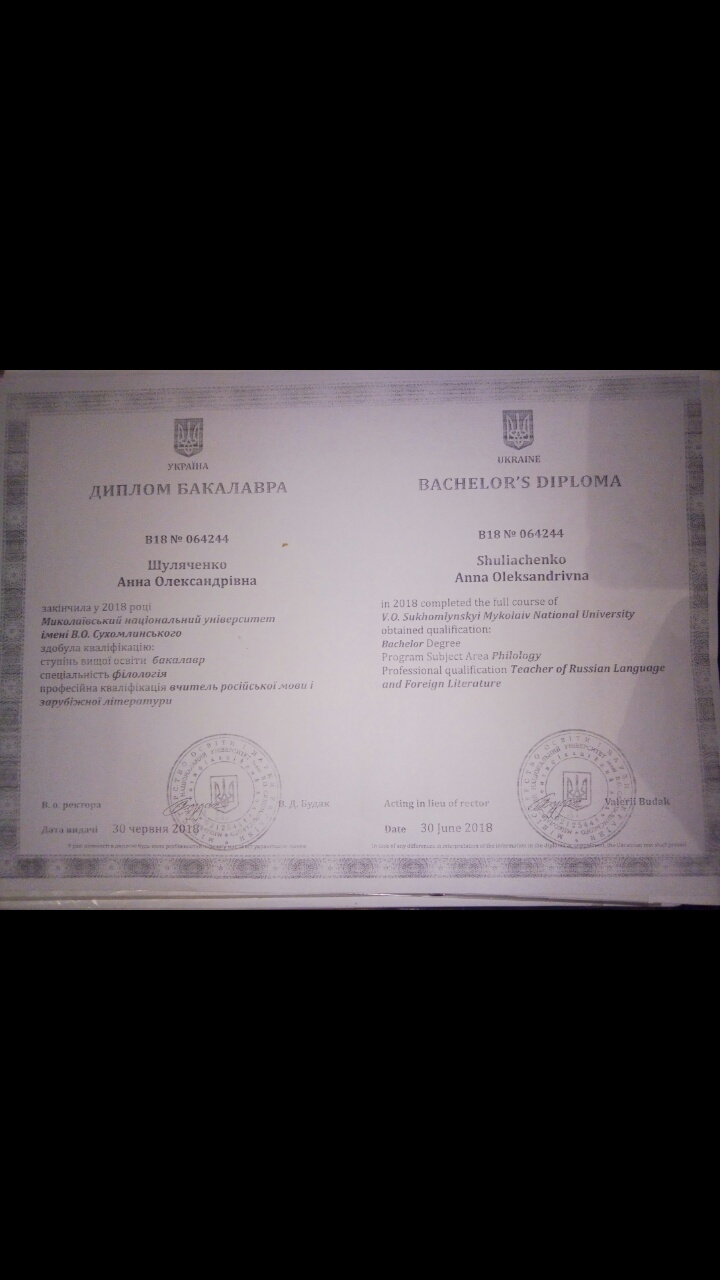 УКРАЇНА
ДИПЛОМ БАКАЛАВРА
В18 № 064244
Шуляченко
Анна Олександрівна
закінчила у 2018 році
Миколаївський національний університет
імені В.О. Сухомлинського
здобула кваліфікацію:
ступінь вищої освіти бакалавр
спеціальність філологія
професійна кваліфікація вчитель російської мови і
зарубіжної літератури
В. о. ректора
В. Д. Будак
Дата видачі 30 червня 2018
UKRAINE
BACHELOR'S DIPLOMA
B18 № 064244
Shuliachenko
Anna Oleksandrivna
in 2018 completed the full course of
V.O. Sukhomlynskyi Mykolaiv National University
obtained qualification:
Bachelor Degree
Program Subject Area Philology
Professional qualification Teacher of Russian Language
and Foreign Literature
Acting in lieu of rector
Valerii Budak
Date 30 June 2018